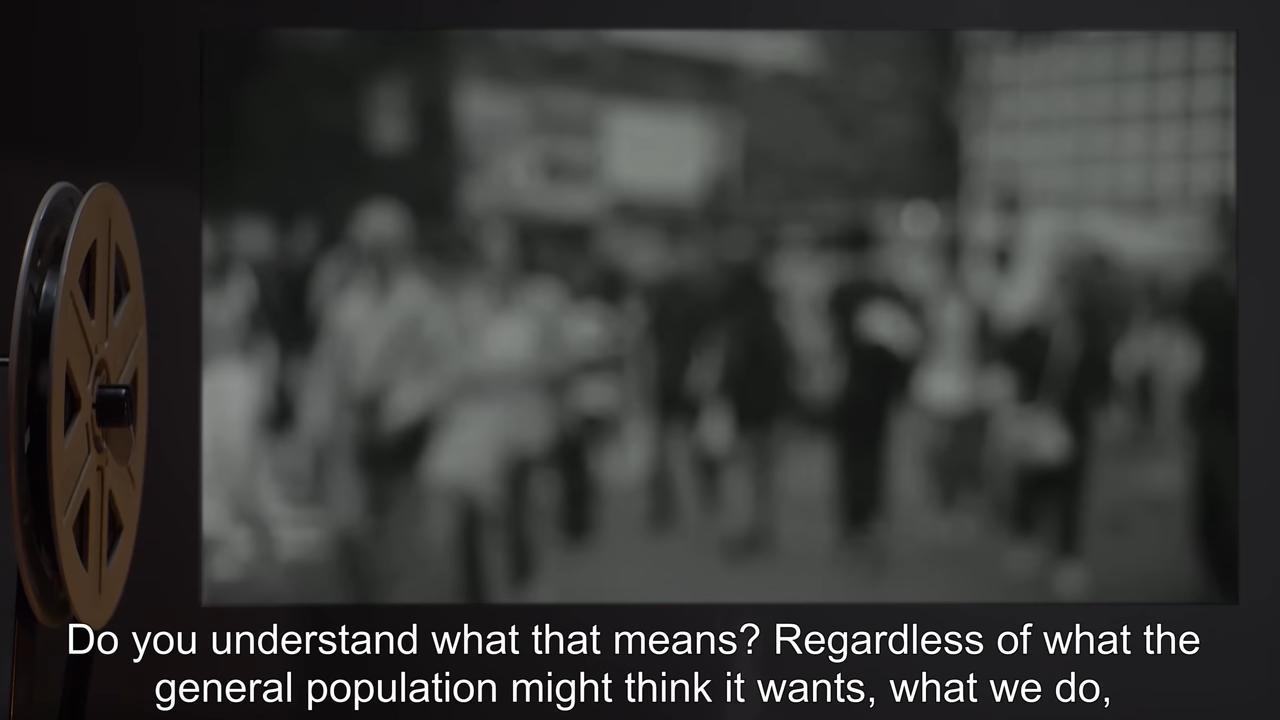 Do you understand what that means? Regardless of what the
general population might think it wants, what we do,